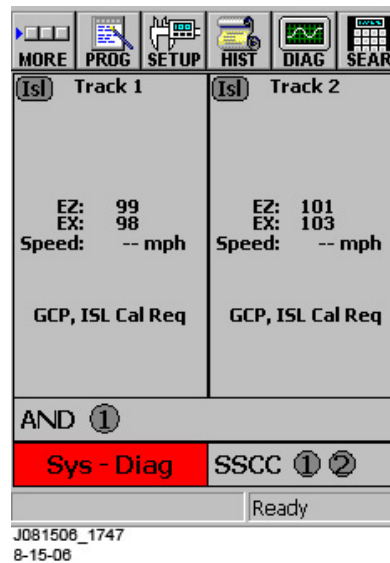 MORE PROG SETUP HIST DIAG SEAR
Isl Track 1
Isl Track 2
EZ: 99
EX: 98
Speed: -- mph
EZ: 101
EX: 103
Speed: -- mph
GCP, ISL Cal Req
GCP, ISL Cal Req
AND 1
Sys - Diag
SSCC 1 2
Ready
J081506_1747
8-15-06